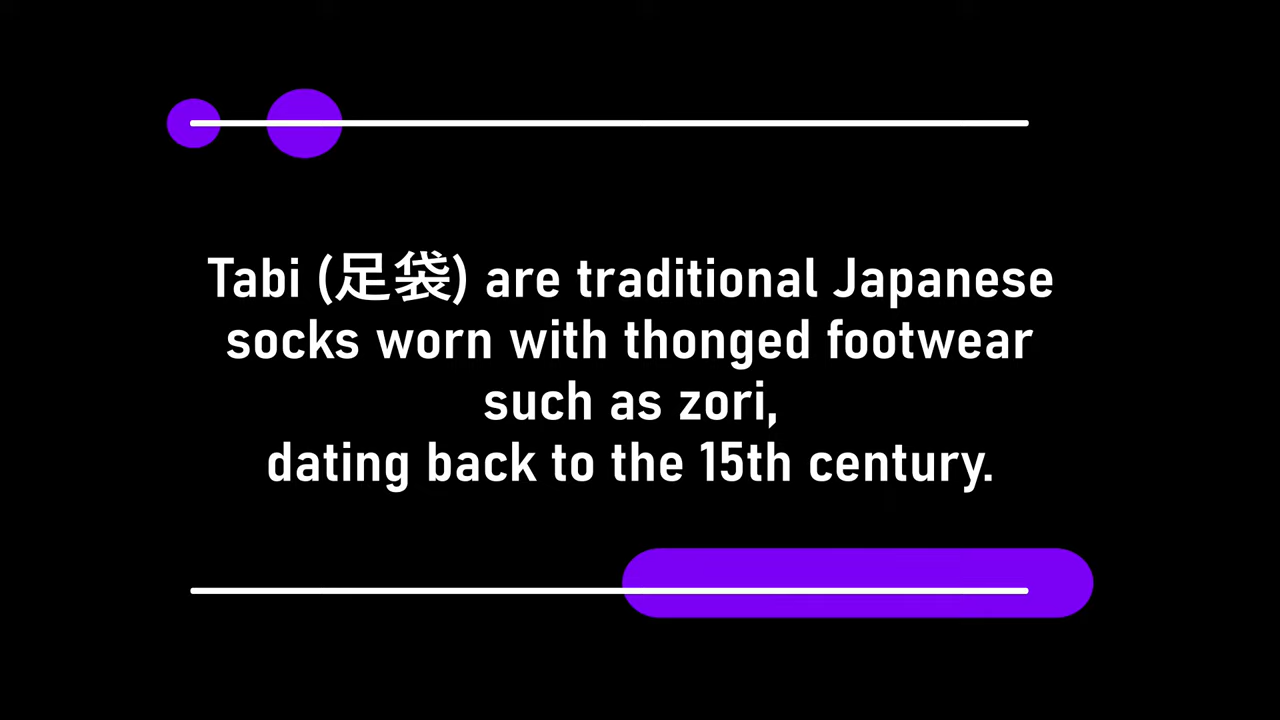 Tabi (足袋) are traditional Japanese
socks worn with thonged footwear
such as zori,
dating back to the 15th century.